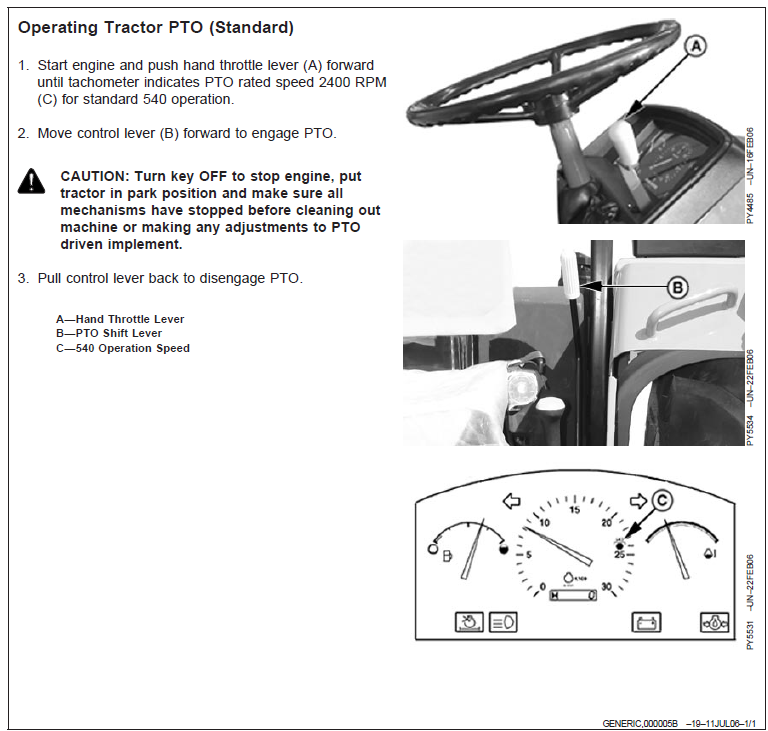 Operating Tractor PTO (Standard)
1. Start engine and push hand throttle lever (A) forward
until tachometer indicates PTO rated speed 2400 RPM
(C) for standard 540 operation.
2. Move control lever (B) forward to engage PTO.
CAUTION: Turn key OFF to stop engine, put
tractor in park position and make sure all
mechanisms have stopped before cleaning out
machine or making any adjustments to PTO
driven implement.
3. Pull control lever back to disengage PTO.
A—Hand Throttle Lever
B—PTO Shift Lever
C—540 Operation Speed
A
PY4485 –UN–16FEB06
B
PY5534 –UN–22FEB06
C
0
5
10
15
20
25
30
H
0
PY5531 –UN–22FEB06
GENERIC,000005B –19–11JUL06–1/1